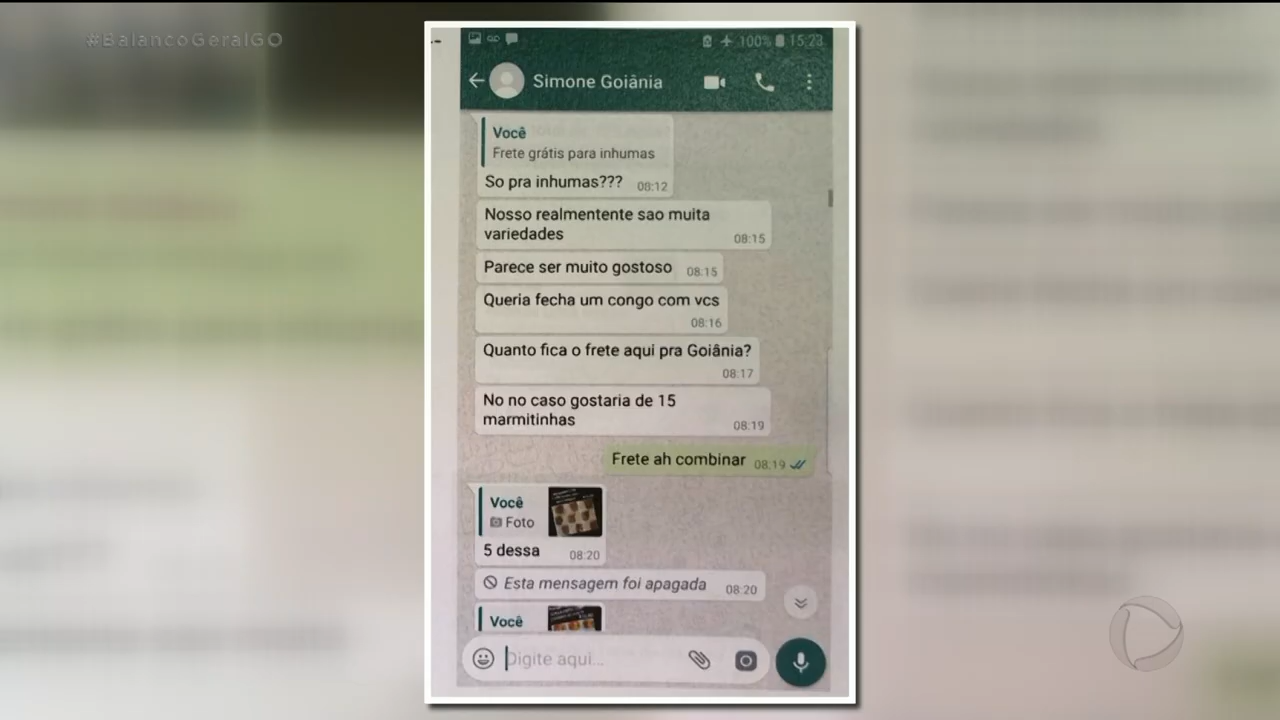 #BalancoGeralGO
100% 15:23
Simone Goiânia
Você
Frete grátis para inhumas
So pra inhumas??? 08:12
Nosso realmentente sao muita
variedades 08:15
Parece ser muito gostoso 08:15
Queria fecha um congo com vcs
08:16
Quanto fica o frete aqui pra Goiânia?
08:17
No no caso gostaria de 15
marmitinhas 08:19
Frete ah combinar 08:19
Você
Foto
5 dessa 08:20
Esta mensagem foi apagada 08:20
Você
Digite aqui...